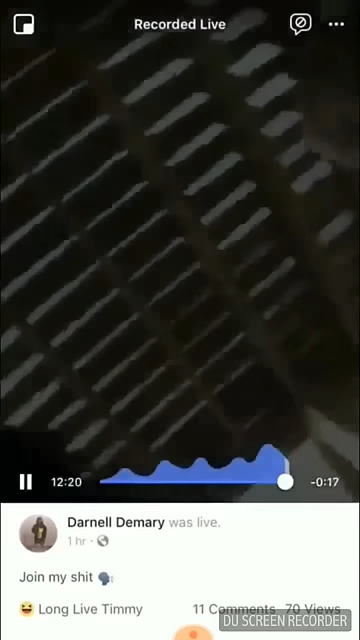 Recorded Live
12:20
-0:17
Darnell Demary was live.
1 hr ·
Join my shit
Long Live Timmy 11 Comments 70 Views
DU SCREEN RECORDER